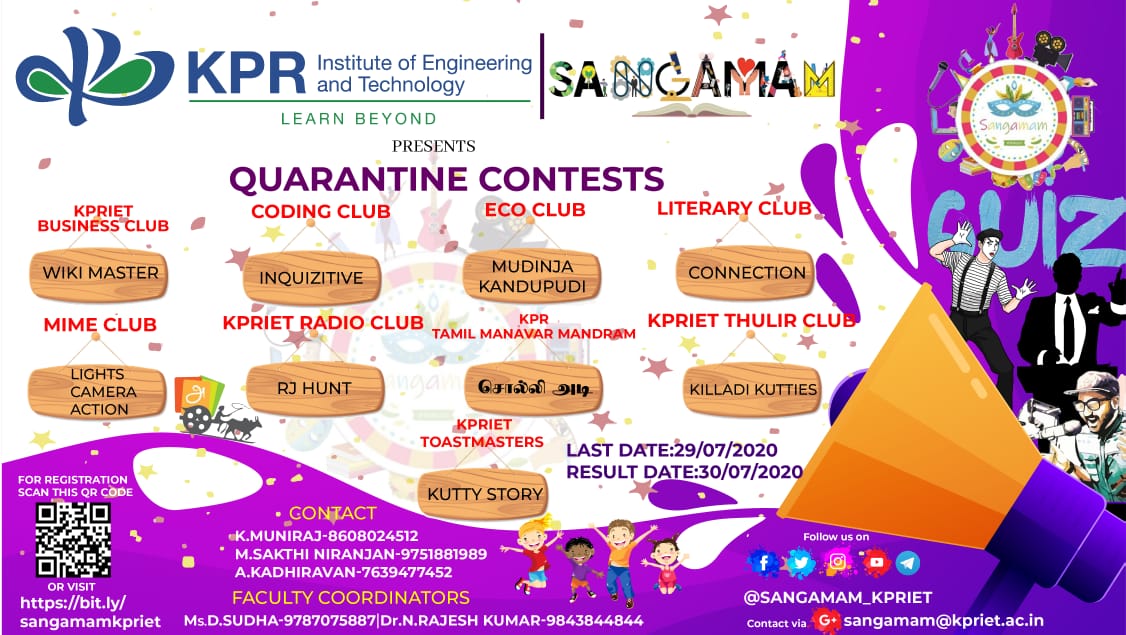 KPR Institute of Engineering
and Technology
LEARN BEYOND
SANGAMAM
PRESENTS
QUARANTINE CONTESTS
KPRIET
BUSINESS CLUB
WIKI MASTER
CODING CLUB
INQUIZITIVE
ECO CLUB
MUDINJA
KANDUPUDI
LITERARY CLUB
CONNECTION
MIME CLUB
LIGHTS
CAMERA
ACTION
KPRIET RADIO CLUB
RJ HUNT
KPR
TAMIL MANAVAR MANDRAM
சொல்லி அடி
KPRIET THULIR CLUB
KILLADI KUTTIES
KPRIET
TOASTMASTERS
KUTTY STORY
LAST DATE:29/07/2020
RESULT DATE:30/07/2020
FOR REGISTRATION
SCAN THIS QR CODE
OR VISIT
https://bit.ly/
sangamamkpriet
CONTACT
K.MUNIRAJ-8608024512
M.SAKTHI NIRANJAN-9751881989
A.KADHIRAVAN-7639477452
FACULTY COORDINATORS
Ms.D.SUDHA-9787075887|Dr.N.RAJESH KUMAR-9843844844
Sangamam
QUIZ
அ
Follow us on
@SANGAMAM_KPRIET
Contact via G+ sangamam@kpriet.ac.in